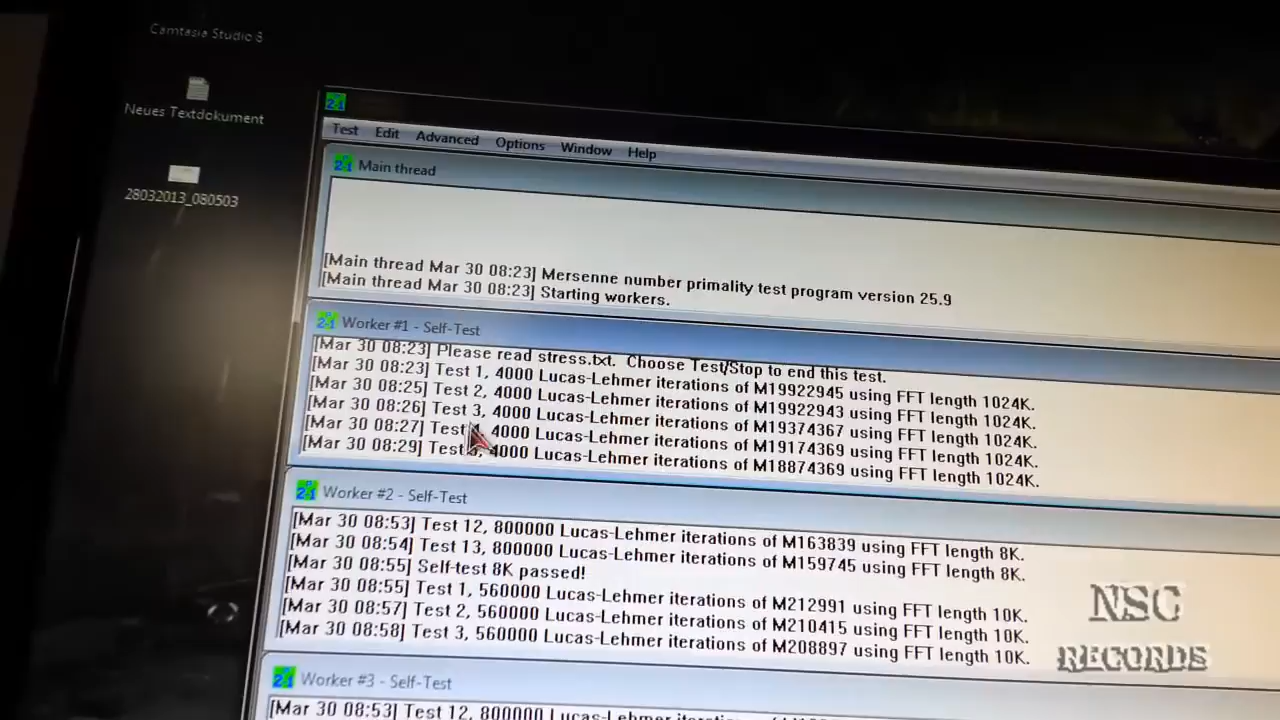 Camtasia Studio 8
Neues Textdokument
28032013_080503
Test Edit Advanced Options Window Help
Main thread
[Main thread Mar 30 08:23] Mersenne number primality test program version 25.9
[Main thread Mar 30 08:23] Starting workers.
Worker #1 - Self-Test
[Mar 30 08:23] Please read stress.txt. Choose Test/Stop to end this test.
[Mar 30 08:23] Test 1, 4000 Lucas-Lehmer iterations of M19922945 using FFT length 1024K.
[Mar 30 08:25] Test 2, 4000 Lucas-Lehmer iterations of M19922943 using FFT length 1024K.
[Mar 30 08:26] Test 3, 4000 Lucas-Lehmer iterations of M19374367 using FFT length 1024K.
[Mar 30 08:27] Test 4000 Lucas-Lehmer iterations of M19174369 using FFT length 1024K.
[Mar 30 08:29] Test 4000 Lucas-Lehmer iterations of M18874369 using FFT length 1024K.
Worker #2 - Self-Test
[Mar 30 08:53] Test 12, 800000 Lucas-Lehmer iterations of M163839 using FFT length 8K.
[Mar 30 08:54] Test 13, 800000 Lucas-Lehmer iterations of M159745 using FFT length 8K.
[Mar 30 08:55] Self-test 8K passed!
[Mar 30 08:55] Test 1, 560000 Lucas-Lehmer iterations of M212991 using FFT length 10K.
[Mar 30 08:57] Test 2, 560000 Lucas-Lehmer iterations of M210415 using FFT length 10K.
[Mar 30 08:58] Test 3, 560000 Lucas-Lehmer iterations of M208897 using FFT length 10K.
Worker #3 - Self-Test
[Mar 30 08:53] Test 12, 800000 Lucas-Lehmer
NSC
RECORDS